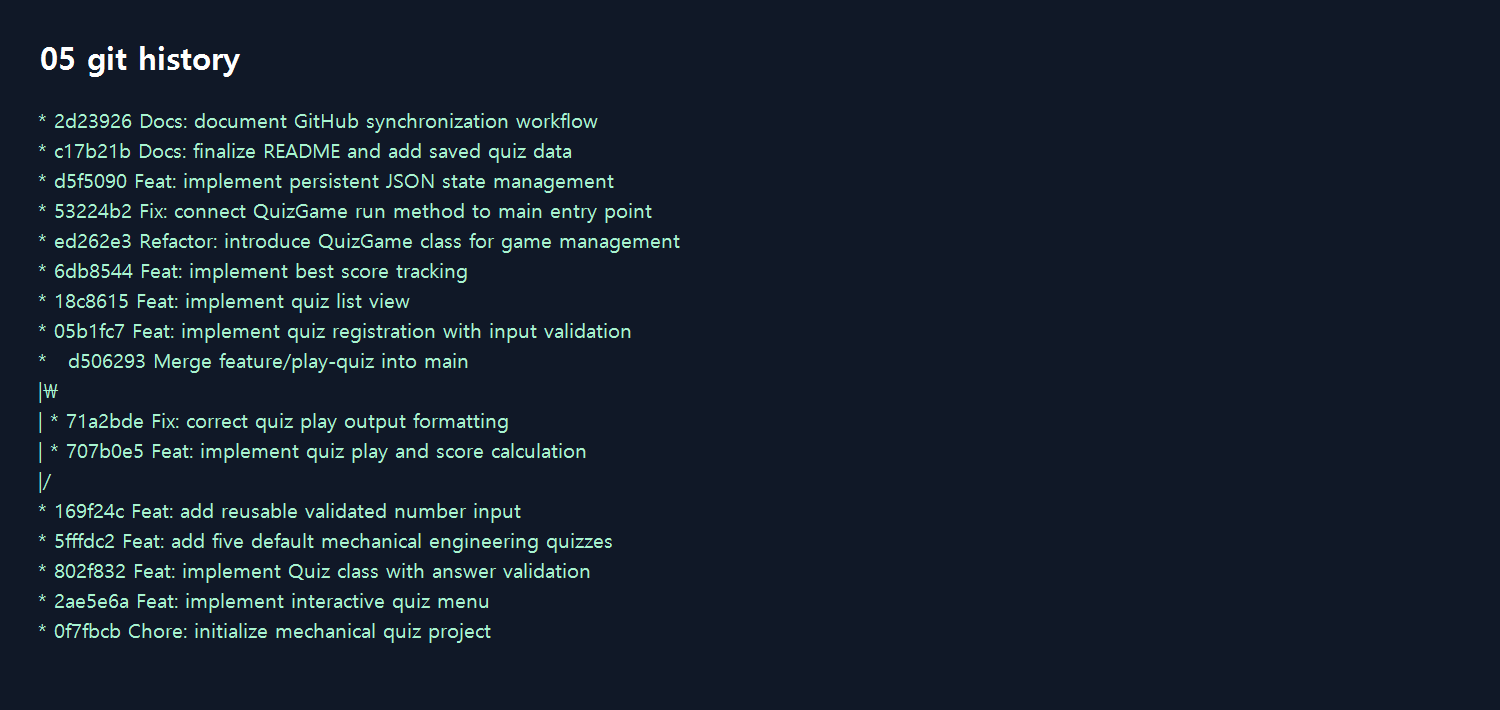 05 git history
* 2d23926 Docs: document GitHub synchronization workflow
* c17b21b Docs: finalize README and add saved quiz data
* d5f5090 Feat: implement persistent JSON state management
* 53224b2 Fix: connect QuizGame run method to main entry point
* ed262e3 Refactor: introduce QuizGame class for game management
* 6db8544 Feat: implement best score tracking
* 18c8615 Feat: implement quiz list view
* 05b1fc7 Feat: implement quiz registration with input validation
*   d506293 Merge feature/play-quiz into main
|₩
| * 71a2bde Fix: correct quiz play output formatting
| * 707b0e5 Feat: implement quiz play and score calculation
|/
* 169f24c Feat: add reusable validated number input
* 5fffdc2 Feat: add five default mechanical engineering quizzes
* 802f832 Feat: implement Quiz class with answer validation
* 2ae5e6a Feat: implement interactive quiz menu
* 0f7fbcb Chore: initialize mechanical quiz project